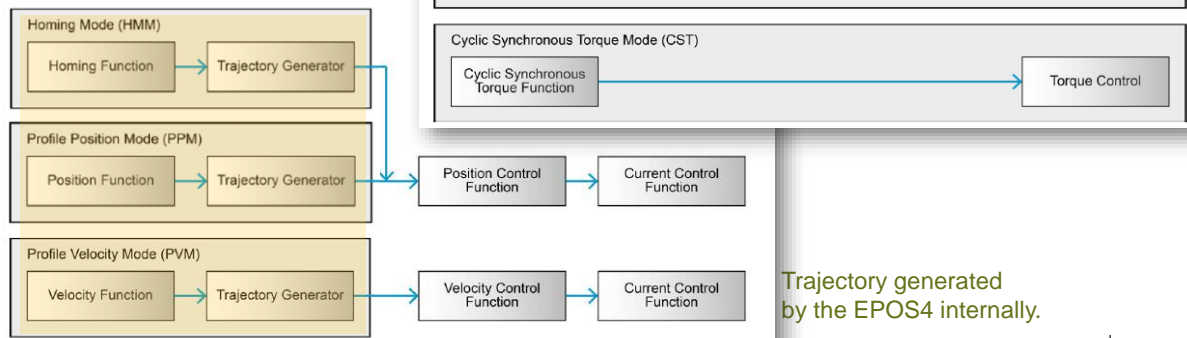 Homing Mode (HMM)
Homing Function
Trajectory Generator
Cyclic Synchronous Torque Mode (CST)
Cyclic Synchronous
Torque Function
Torque Control
Profile Position Mode (PPM)
Position Function
Trajectory Generator
Position Control
Function
Current Control
Function
Profile Velocity Mode (PVM)
Velocity Function
Trajectory Generator
Velocity Control
Function
Current Control
Function
Trajectory generated
by the EPOS4 internally.